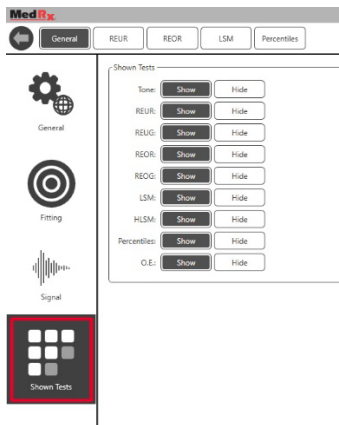 MedRx
General REUR REOR LSM Percentiles
General
Fitting
Signal
Shown Tests
Shown Tests
Tone: Show Hide
REUR: Show Hide
REUG: Show Hide
REOR: Show Hide
REOG: Show Hide
LSM: Show Hide
HLSM: Show Hide
Percentiles: Show Hide
O.E.: Show Hide